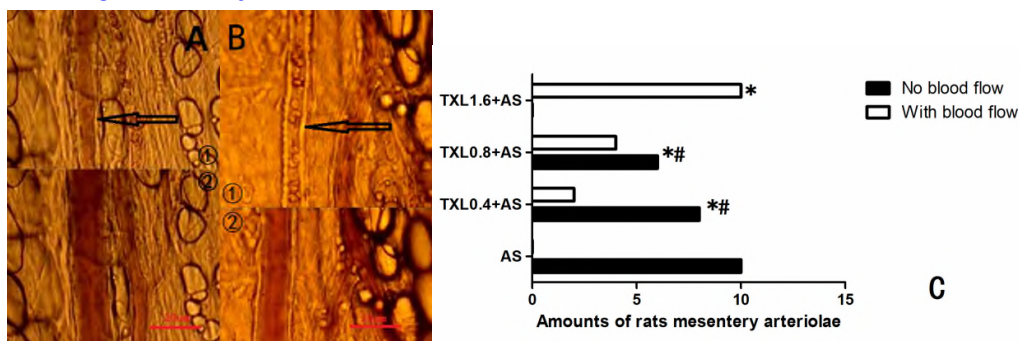 A
B
①
②
①
②
TXL1.6+AS
*
TXL0.8+AS
*#
TXL0.4+AS
*#
AS
0
5
10
15
Amounts of rats mesentery arteriolae
No blood flow
With blood flow
C